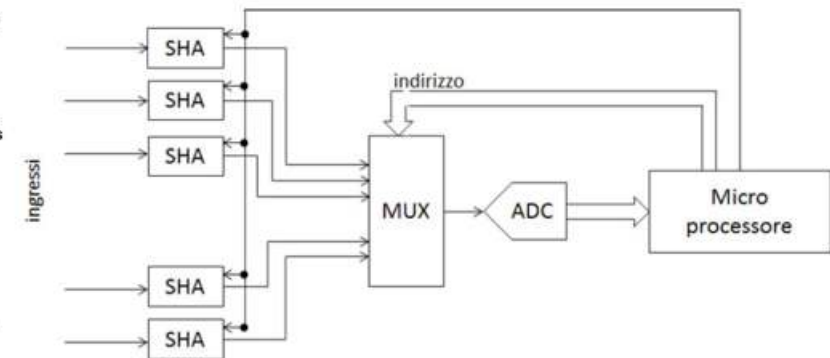 SHA
SHA
SHA
SHA
SHA
ingressi
indirizzo
MUX
ADC
Micro
processore